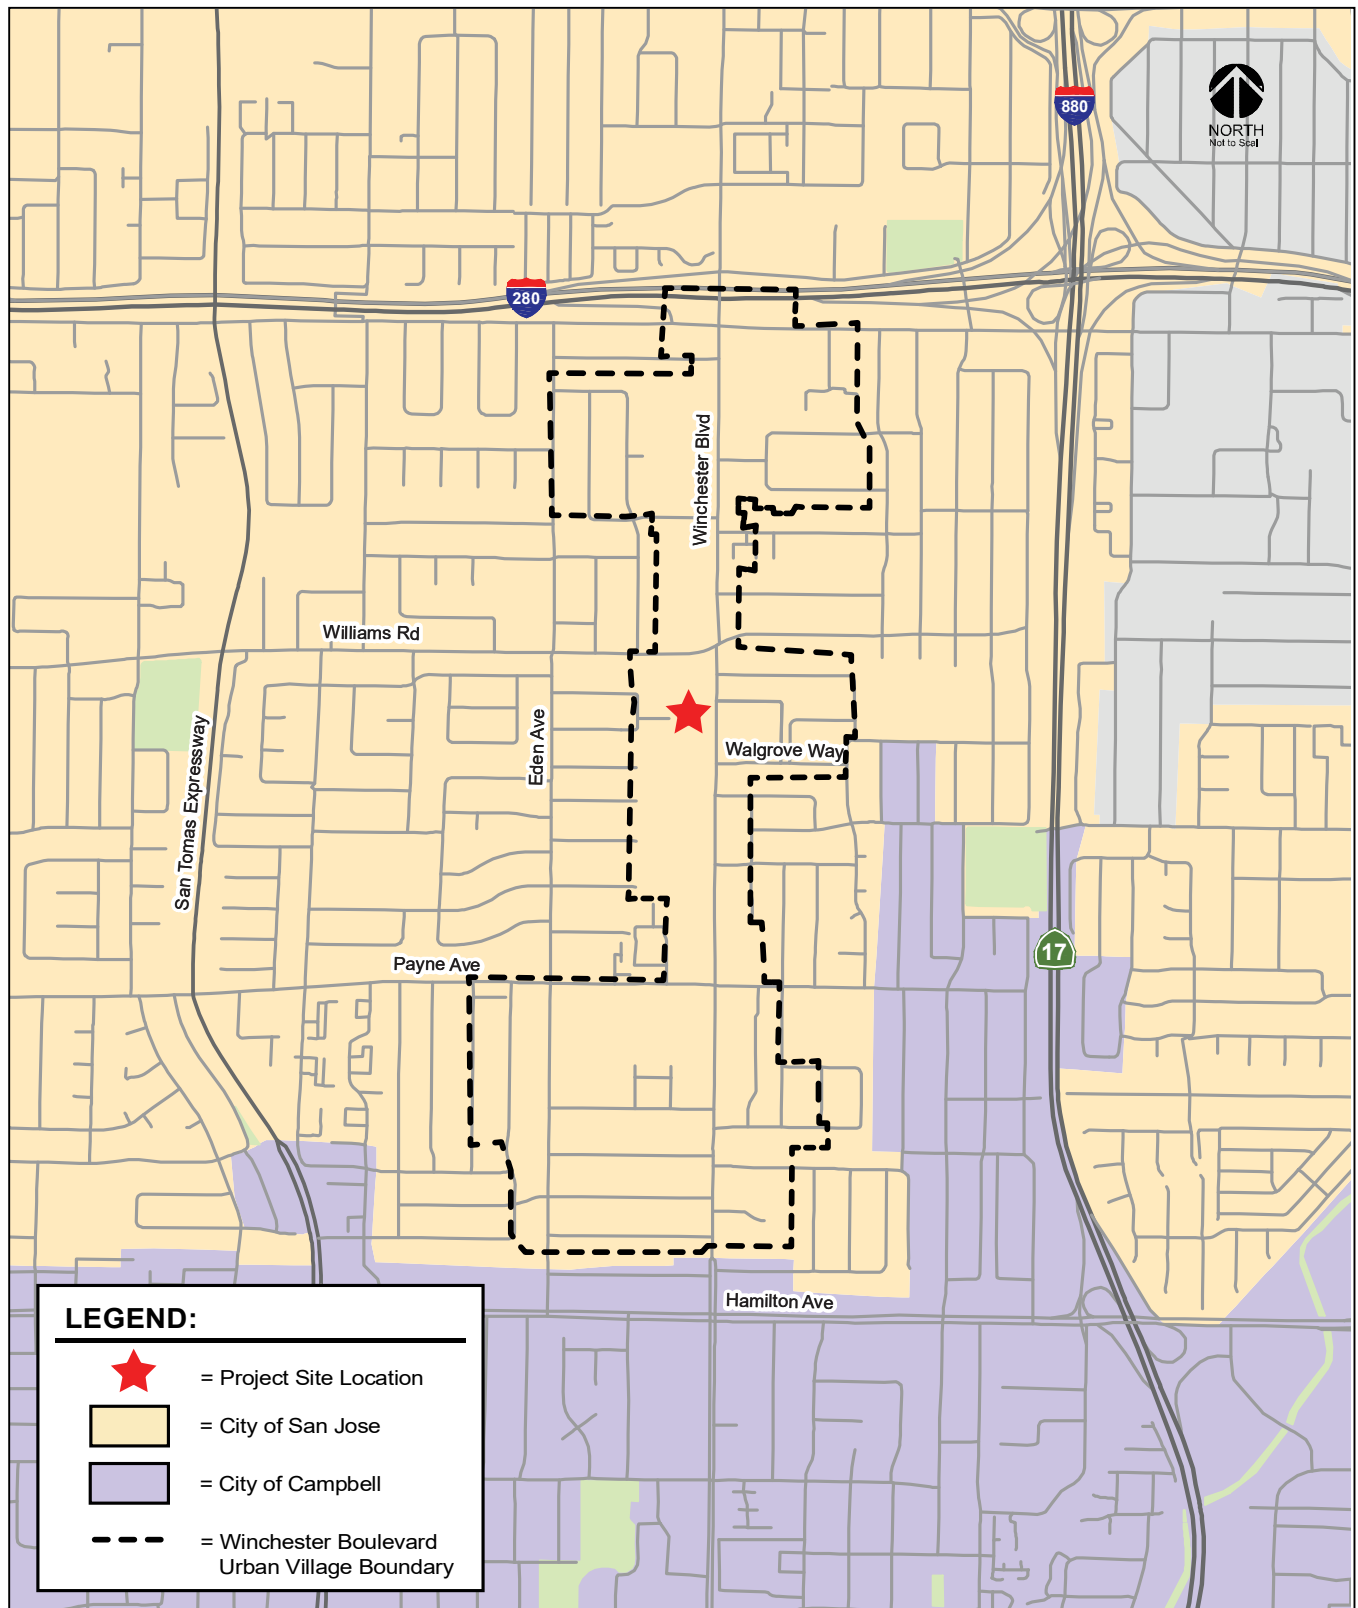 880
NORTH
Not to Scal
280
Winchester Blvd
Williams Rd
Eden Ave
Walgrove Way
San Tomas Expressway
17
Payne Ave
Hamilton Ave
LEGEND:
= Project Site Location
= City of San Jose
= City of Campbell
= Winchester Boulevard
Urban Village Boundary